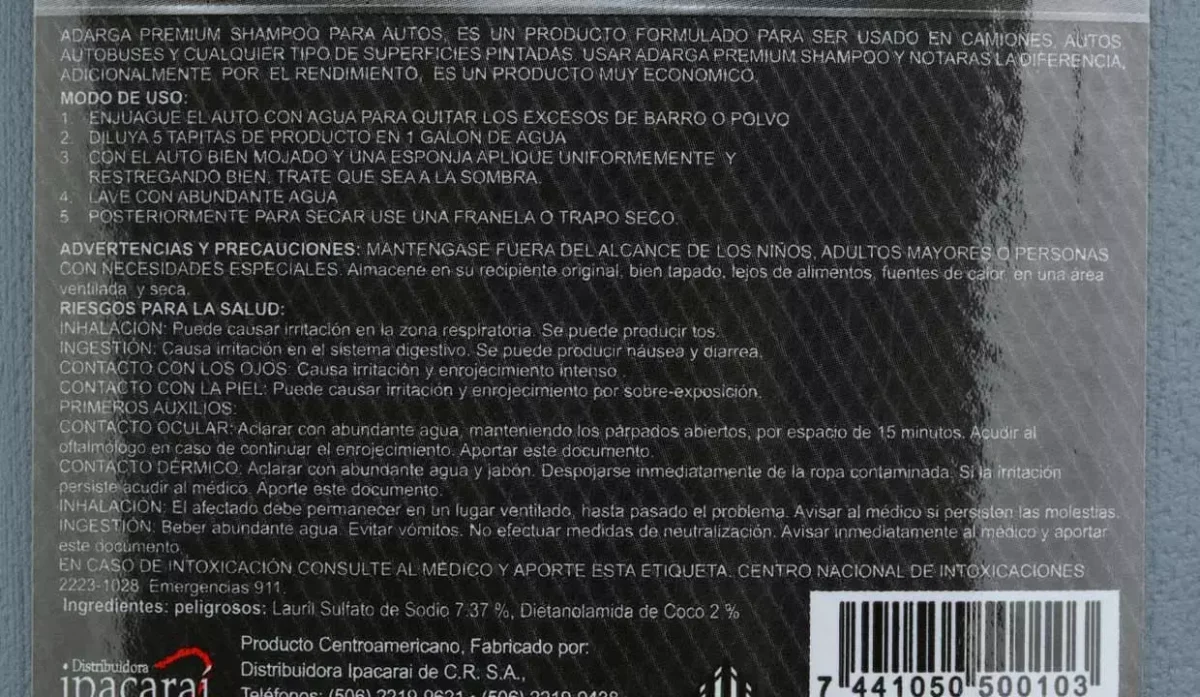 ADARGA PREMIUM SHAMPOO PARA AUTOS, ES UN PRODUCTO FORMULADO PARA SER USADO EN CAMIONES, AUTOS,
AUTOBUSES Y CUALQUIER TIPO DE SUPERFICIES PINTADAS. USAR ADARGA PREMIUM SHAMPOO Y NOTARAS LA DIFERENCIA,
ADICIONALMENTE POR EL RENDIMIENTO, ES UN PRODUCTO MUY ECONOMICO.
MODO DE USO:
1. ENJUAGUE EL AUTO CON AGUA PARA QUITAR LOS EXCESOS DE BARRO O POLVO
2. DILUYA 5 TAPITAS DE PRODUCTO EN 1 GALON DE AGUA
3. CON EL AUTO BIEN MOJADO Y UNA ESPONJA APLIQUE UNIFORMEMENTE Y
RESTREGANDO BIEN, TRATE QUE SEA A LA SOMBRA.
4. LAVE CON ABUNDANTE AGUA
5. POSTERIORMENTE PARA SECAR USE UNA FRANELA O TRAPO SECO.
ADVERTENCIAS Y PRECAUCIONES: MANTENGASE FUERA DEL ALCANCE DE LOS NIÑOS, ADULTOS MAYORES O PERSONAS
CON NECESIDADES ESPECIALES. Almacene en su recipiente original, bien tapado, lejos de alimentos, fuentes de calor, en una área
ventilada y seca.
RIESGOS PARA LA SALUD:
INHALACIÓN: Puede causar irritación en la zona respiratoria. Se puede producir tos.
INGESTIÓN: Causa irritación en el sistema digestivo. Se puede producir náusea y diarrea.
CONTACTO CON LOS OJOS: Causa irritación y enrojecimiento intenso.
CONTACTO CON LA PIEL: Puede causar irritación y enrojecimiento por sobre-exposición.
PRIMEROS AUXILIOS:
CONTACTO OCULAR: Aclarar con abundante agua, manteniendo los párpados abiertos, por espacio de 15 minutos. Acudir al
oftalmólogo en caso de continuar el enrojecimiento. Aportar este documento.
CONTACTO DÉRMICO: Aclarar con abundante agua y jabón. Despojarse inmediatamente de la ropa contaminada. Si la irritación
persiste acudir al médico. Aporte este documento.
INHALACIÓN: El afectado debe permanecer en un lugar ventilado, hasta pasado el problema. Avisar al médico si persisten las molestias.
INGESTIÓN: Beber abundante agua. Evitar vómitos. No efectuar medidas de neutralización. Avisar inmediatamente al médico y aportar
este documento.
EN CASO DE INTOXICACIÓN CONSULTE AL MÉDICO Y APORTE ESTA ETIQUETA. CENTRO NACIONAL DE INTOXICACIONES
2223-1028. Emergencias 911.
Ingredientes: peligrosos: Lauril Sulfato de Sodio 7.37 %, Dietanolamida de Coco 2 %
Producto Centroamericano, Fabricado por:
• Distribuidora
Distribuidora Ipacarai de C.R. S.A.,
ipacaraí
7 441050 500103